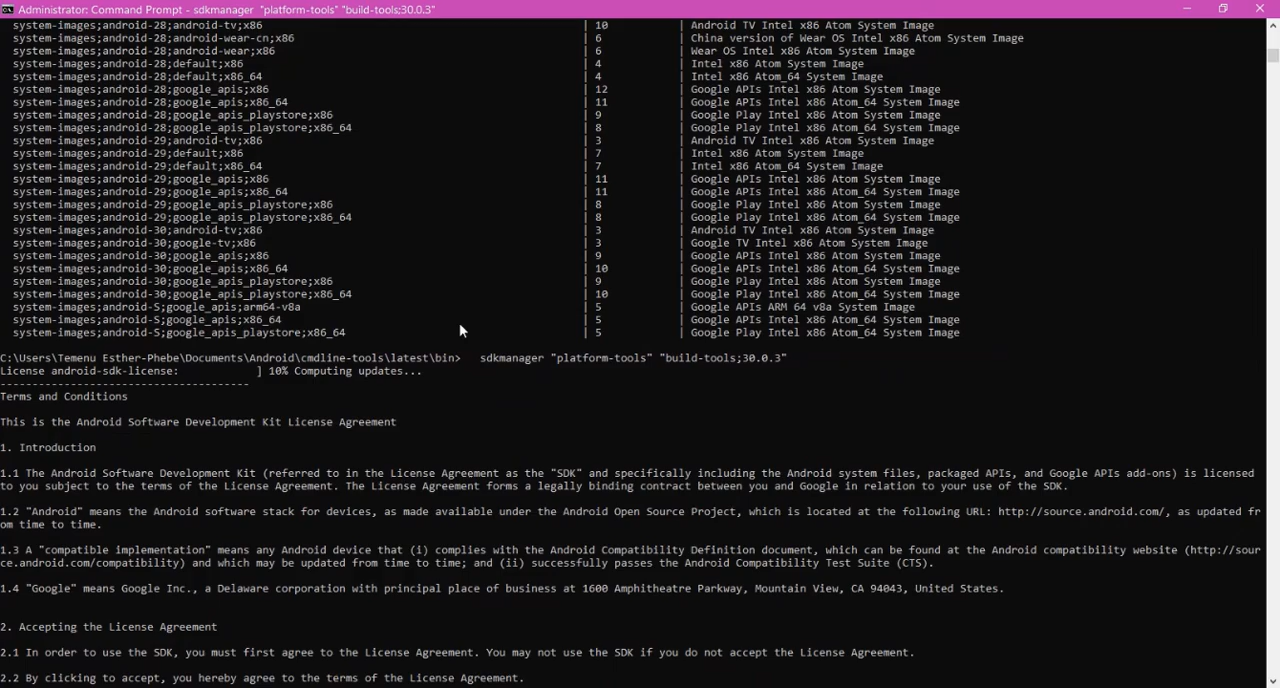 Administrator: Command Prompt - sdkmanager "platform-tools" "build-tools;30.0.3"
system-images;android-28;android-tv;x86 | 10 | Android TV Intel x86 Atom System Image
system-images;android-28;android-wear-cn;x86 | 6 | China version of Wear OS Intel x86 Atom System Image
system-images;android-28;android-wear;x86 | 6 | Wear OS Intel x86 Atom System Image
system-images;android-28;default;x86 | 4 | Intel x86 Atom System Image
system-images;android-28;default;x86_64 | 4 | Intel x86 Atom_64 System Image
system-images;android-28;google_apis;x86 | 12 | Google APIs Intel x86 Atom System Image
system-images;android-28;google_apis;x86_64 | 11 | Google APIs Intel x86 Atom_64 System Image
system-images;android-28;google_apis_playstore;x86 | 9 | Google Play Intel x86 Atom System Image
system-images;android-28;google_apis_playstore;x86_64 | 8 | Google Play Intel x86 Atom_64 System Image
system-images;android-29;android-tv;x86 | 3 | Android TV Intel x86 Atom System Image
system-images;android-29;default;x86 | 7 | Intel x86 Atom System Image
system-images;android-29;default;x86_64 | 7 | Intel x86 Atom_64 System Image
system-images;android-29;google_apis;x86 | 11 | Google APIs Intel x86 Atom System Image
system-images;android-29;google_apis;x86_64 | 11 | Google APIs Intel x86 Atom_64 System Image
system-images;android-29;google_apis_playstore;x86 | 8 | Google Play Intel x86 Atom System Image
system-images;android-29;google_apis_playstore;x86_64 | 8 | Google Play Intel x86 Atom_64 System Image
system-images;android-30;android-tv;x86 | 3 | Android TV Intel x86 Atom System Image
system-images;android-30;google-tv;x86 | 3 | Google TV Intel x86 Atom System Image
system-images;android-30;google_apis;x86 | 9 | Google APIs Intel x86 Atom System Image
system-images;android-30;google_apis;x86_64 | 10 | Google APIs Intel x86 Atom_64 System Image
system-images;android-30;google_apis_playstore;x86 | 9 | Google Play Intel x86 Atom System Image
system-images;android-30;google_apis_playstore;x86_64 | 10 | Google Play Intel x86 Atom_64 System Image
system-images;android-S;google_apis;arm64-v8a | 5 | Google APIs ARM 64 v8a System Image
system-images;android-S;google_apis;x86_64 | 5 | Google APIs Intel x86 Atom_64 System Image
system-images;android-S;google_apis_playstore;x86_64 | 5 | Google Play Intel x86 Atom_64 System Image
C:\Users\Temenu Esther-Phebe\Documents\Android\cmdline-tools\latest\bin> sdkmanager "platform-tools" "build-tools;30.0.3"
License android-sdk-license: ] 10% Computing updates...
---------------------------------------
Terms and Conditions
This is the Android Software Development Kit License Agreement
1. Introduction
1.1 The Android Software Development Kit (referred to in the License Agreement as the "SDK" and specifically including the Android system files, packaged APIs, and Google APIs add-ons) is licensed
to you subject to the terms of the License Agreement. The License Agreement forms a legally binding contract between you and Google in relation to your use of the SDK.
1.2 "Android" means the Android software stack for devices, as made available under the Android Open Source Project, which is located at the following URL: http://source.android.com/, as updated fr
om time to time.
1.3 A "compatible implementation" means any Android device that (i) complies with the Android Compatibility Definition document, which can be found at the Android compatibility website (http://sour
ce.android.com/compatibility) and which may be updated from time to time; and (ii) successfully passes the Android Compatibility Test Suite (CTS).
1.4 "Google" means Google Inc., a Delaware corporation with principal place of business at 1600 Amphitheatre Parkway, Mountain View, CA 94043, United States.
2. Accepting the License Agreement
2.1 In order to use the SDK, you must first agree to the License Agreement. You may not use the SDK if you do not accept the License Agreement.
2.2 By clicking to accept, you hereby agree to the terms of the License Agreement.